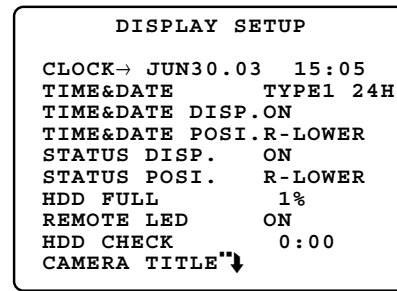 DISPLAY SETUP
CLOCK→ JUN30.03 15:05
TIME&DATE TYPE1 24H
TIME&DATE DISP.ON
TIME&DATE POSI.R-LOWER
STATUS DISP. ON
STATUS POSI. R-LOWER
HDD FULL 1%
REMOTE LED ON
HDD CHECK 0:00
CAMERA TITLE